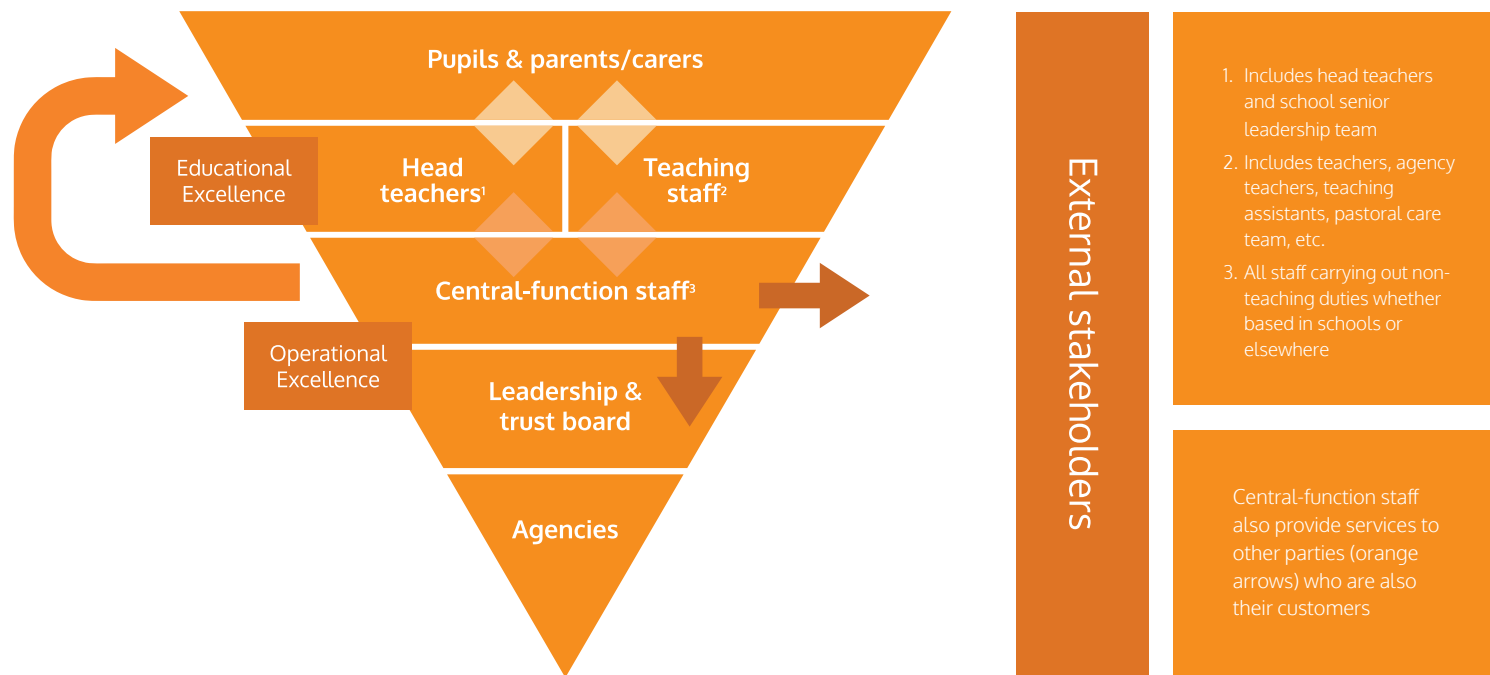 Pupils & parents/carers
Educational
Excellence
Head
teachers¹
Teaching
staff²
Central-function staff³
Operational
Excellence
Leadership &
trust board
Agencies
External stakeholders
1. Includes head teachers
and school senior
leadership team
2. Includes teachers, agency
teachers, teaching
assistants, pastoral care
team, etc.
3. All staff carrying out non-
teaching duties whether
based in schools or
elsewhere
Central-function staff
also provide services to
other parties (orange
arrows) who are also
their customers